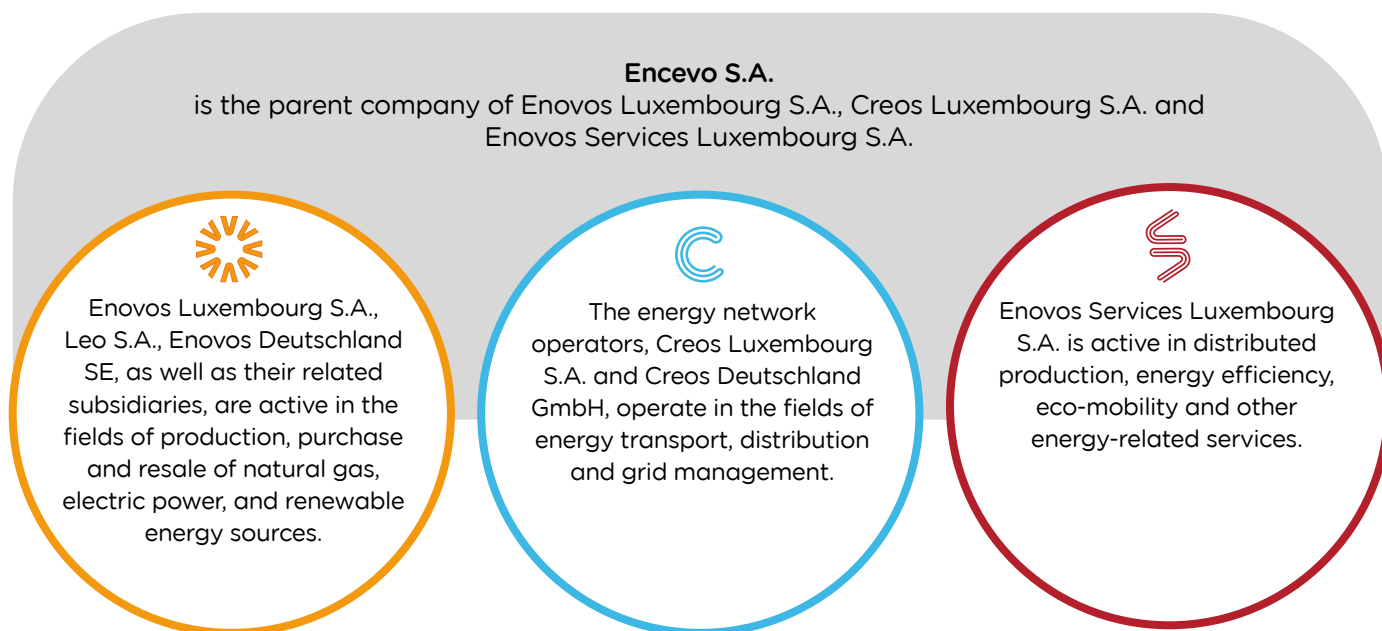 Encevo S.A.
is the parent company of Enovos Luxembourg S.A., Creos Luxembourg S.A. and
Enovos Services Luxembourg S.A.
Enovos Luxembourg S.A.,
Leo S.A., Enovos Deutschland
SE, as well as their related
subsidiaries, are active in the
fields of production, purchase
and resale of natural gas,
electric power, and renewable
energy sources.
The energy network
operators, Creos Luxembourg
S.A. and Creos Deutschland
GmbH, operate in the fields of
energy transport, distribution
and grid management.
Enovos Services Luxembourg
S.A. is active in distributed
production, energy efficiency,
eco-mobility and other
energy-related services.